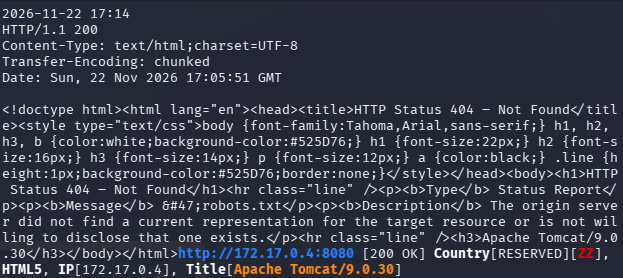 2026-11-22 17:14
HTTP/1.1 200
Content-Type: text/html;charset=UTF-8
Transfer-Encoding: chunked
Date: Sun, 22 Nov 2026 17:05:51 GMT

<!doctype html><html lang="en"><head><title>HTTP Status 404 – Not Found</titl
e><style type="text/css">body {font-family:Tahoma,Arial,sans-serif;} h1, h2,
h3, b {color:white;background-color:#525D76;} h1 {font-size:22px;} h2 {font-s
ize:16px;} h3 {font-size:14px;} p {font-size:12px;} a {color:black;} .line {h
eight:1px;background-color:#525D76;border:none;}</style></head><body><h1>HTTP
 Status 404 – Not Found</h1><hr class="line" /><p><b>Type</b> Status Report</
p><p><b>Message</b> &#47;robots.txt</p><p><b>Description</b> The origin serve
r did not find a current representation for the target resource or is not wil
ling to disclose that one exists.</p><hr class="line" /><h3>Apache Tomcat/9.0
.30</h3></body></html>http://172.17.0.4:8080 [200 OK] Country[RESERVED][ZZ],
HTML5, IP[172.17.0.4], Title[Apache Tomcat/9.0.30]